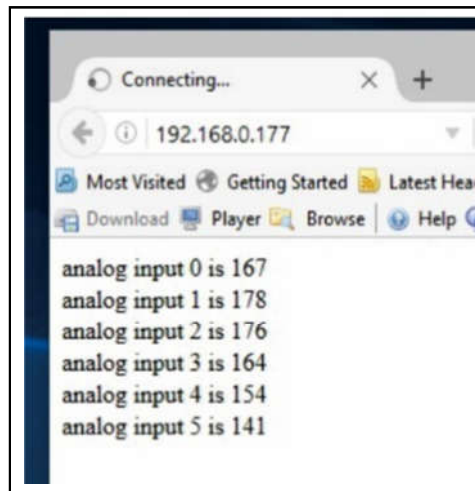 Connecting...
192.168.0.177
Most Visited Getting Started Latest Hea
Download Player Browse Help
analog input 0 is 167
analog input 1 is 178
analog input 2 is 176
analog input 3 is 164
analog input 4 is 154
analog input 5 is 141